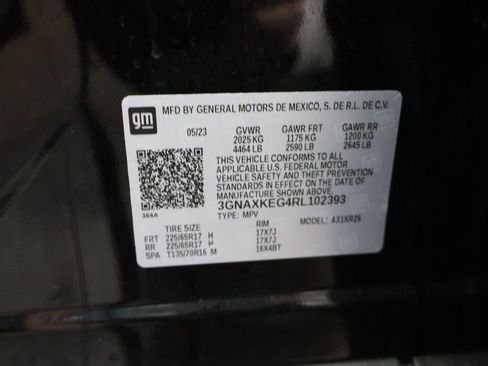 gm MFD BY GENERAL MOTORS DE MEXICO, S. DE R.L. DE C.V.
05/23 GVWR GAWR FRT GAWR RR
2025 KG 1175 KG 1200 KG
4464 LB 2590 LB 2645 LB
THIS VEHICLE CONFORMS TO ALL
APPLICABLE U.S. FEDERAL MOTOR
VEHICLE SAFETY AND THEFT PREVENTION
STANDARDS IN EFFECT ON THE DATE OF
MANUFACTURE SHOWN ABOVE.
3GNAXKEG4RL102393
384A TYPE: MPV MODEL: 431XR26
TIRE SIZE RIM
FRT 225/65R17 H 17X7J
RR 225/65R17 H 17X7J
SPA T135/70R16 M 16X4BT